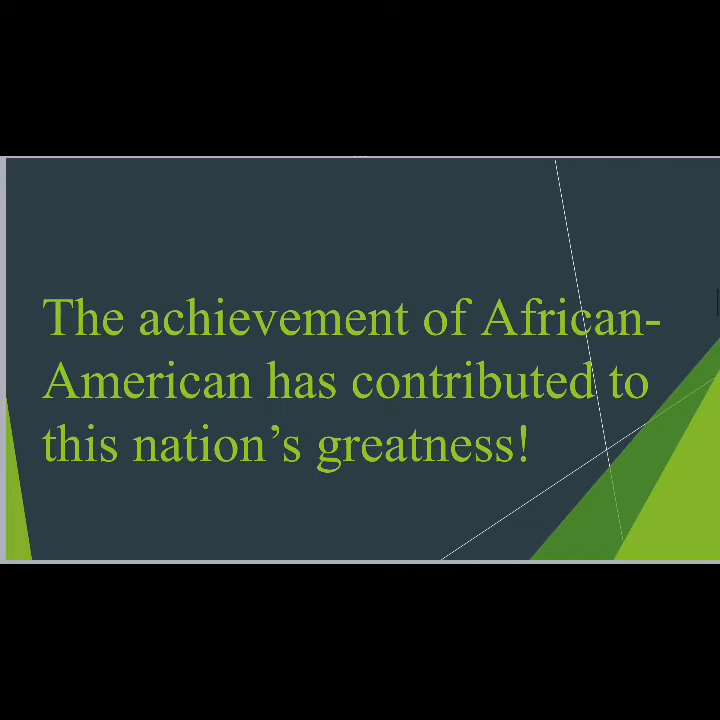 The achievement of African-
American has contributed to
this nation’s greatness!